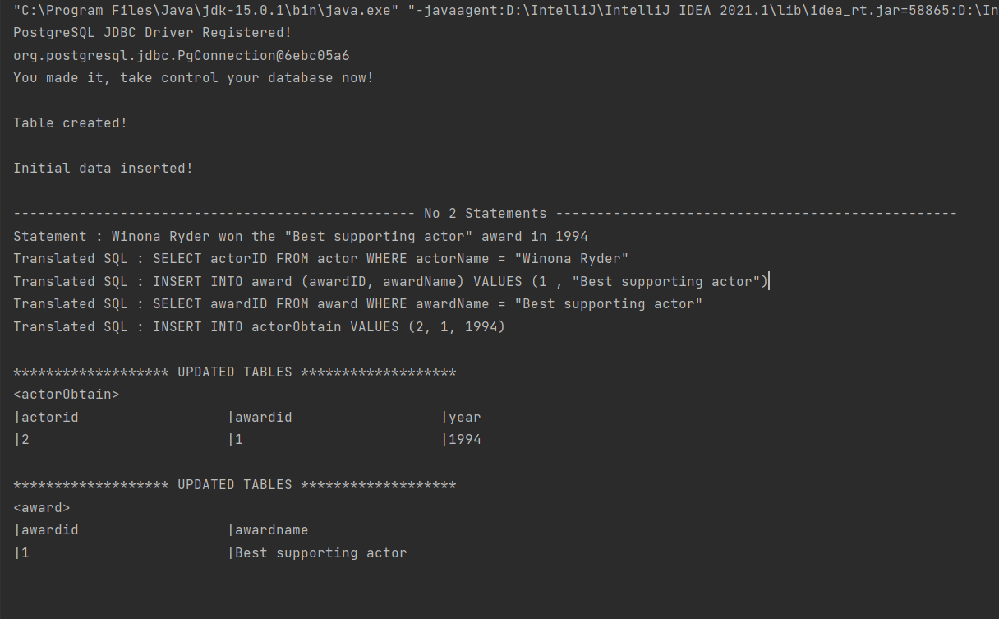 "C:\Program Files\Java\jdk-15.0.1\bin\java.exe" "-javaagent:D:\IntelliJ\IntelliJ IDEA 2021.1\lib\idea_rt.jar=58865:D:\In
PostgreSQL JDBC Driver Registered!
org.postgresql.jdbc.PgConnection@6ebc05a6
You made it, take control your database now!
Table created!
Initial data inserted!
------------------------------------------------- No 2 Statements -------------------------------------------------
Statement : Winona Ryder won the "Best supporting actor" award in 1994
Translated SQL : SELECT actorID FROM actor WHERE actorName = "Winona Ryder"
Translated SQL : INSERT INTO award (awardID, awardName) VALUES (1 , "Best supporting actor")
Translated SQL : SELECT awardID FROM award WHERE awardName = "Best supporting actor"
Translated SQL : INSERT INTO actorObtain VALUES (2, 1, 1994)
******************* UPDATED TABLES *******************
<actorObtain>
|actorid                  |awardid                  |year
|2                        |1                        |1994
******************* UPDATED TABLES *******************
<award>
|awardid                  |awardname
|1                        |Best supporting actor